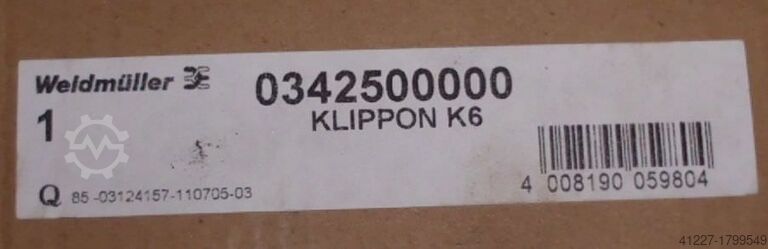 Weidmüller
0342500000
1
KLIPPON K6
Q 85-03124157-110705-03
4 008190 059804
41227-1799549